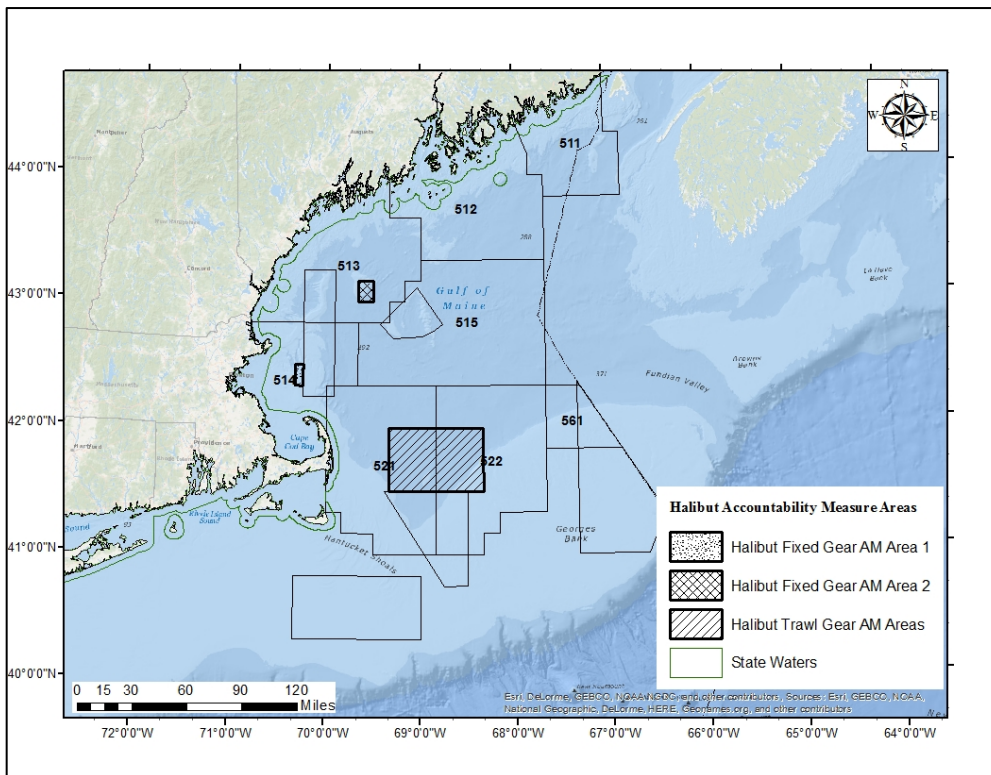 N
W E
S
44°0'0"N
43°0'0"N
42°0'0"N
41°0'0"N
40°0'0"N
Augusta
Concord
511
512
513
Gulf of
Maine
515
La Have
Bank
Browns
Bank
Fundian Valley
514
Cape
Cod Bay
Providence
Hartford
521
522
561
Rhode Island
Sound
Sound
Georges
Bank
Nantucket Shoals
Halibut Accountability Measure Areas
Halibut Fixed Gear AM Area 1
Halibut Fixed Gear AM Area 2
Halibut Trawl Gear AM Areas
State Waters
0 15 30 60 90 120
Miles
Esri, DeLorme, GEBCO, NOAA NGDC, and other contributors, Sources: Esri, GEBCO, NOAA,
National Geographic, DeLorme, HERE, Geonames.org, and other contributors
72°0'0"W 71°0'0"W 70°0'0"W 69°0'0"W 68°0'0"W 67°0'0"W 66°0'0"W 65°0'0"W 64°0'0"W